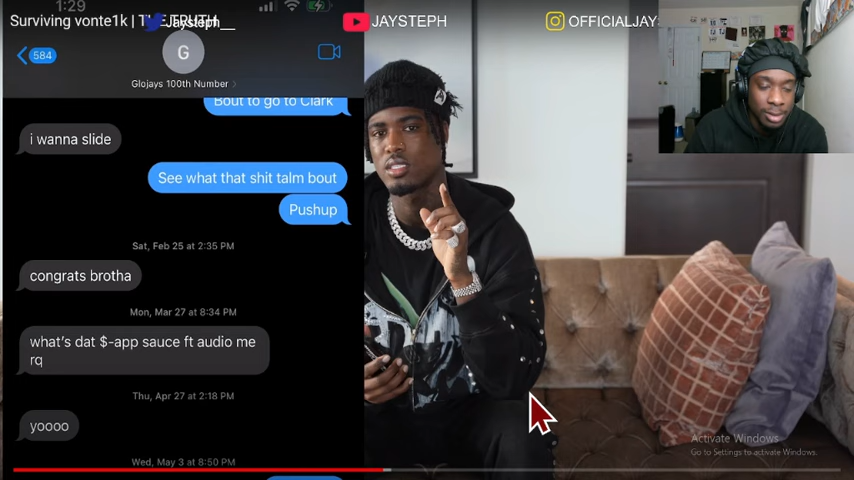 1:29
Surviving vonte1k | THE TRUTH
Jaysteph__
JAYSTEPH
OFFICIALJAY
584
G
Glojays 100th Number
Bout to go to Clark
i wanna slide
See what that shit talm bout
Pushup
Sat, Feb 25 at 2:35 PM
congrats brotha
Mon, Mar 27 at 8:34 PM
what's dat $-app sauce ft audio me
rq
Thu, Apr 27 at 2:18 PM
yoooo
Wed, May 3 at 8:50 PM
Activate Windows
Go to Settings to activate Windows.